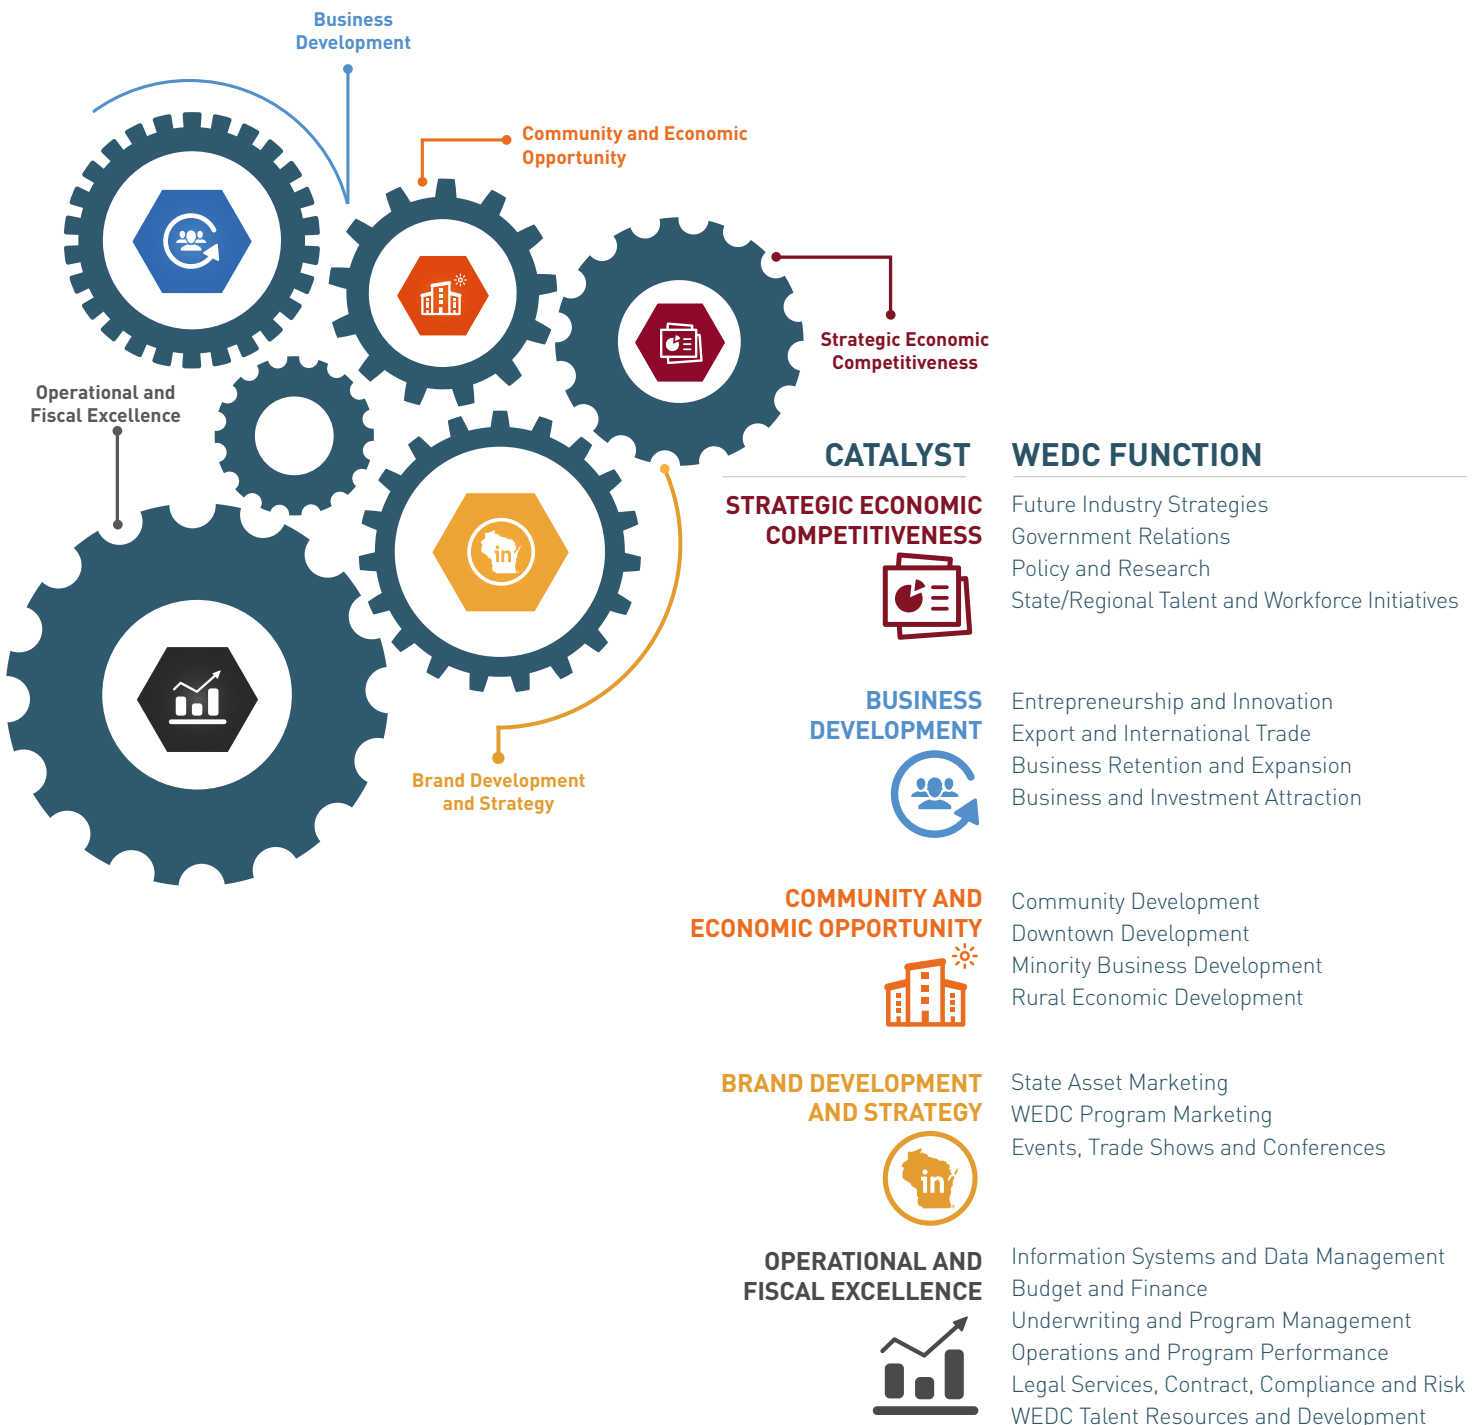 Business
Development
Community and Economic
Opportunity
Strategic Economic
Competitiveness
Operational and
Fiscal Excellence
in
Brand Development
and Strategy
CATALYST WEDC FUNCTION
STRATEGIC ECONOMIC
COMPETITIVENESS
Future Industry Strategies
Government Relations
Policy and Research
State/Regional Talent and Workforce Initiatives
BUSINESS
DEVELOPMENT
Entrepreneurship and Innovation
Export and International Trade
Business Retention and Expansion
Business and Investment Attraction
COMMUNITY AND
ECONOMIC OPPORTUNITY
Community Development
Downtown Development
Minority Business Development
Rural Economic Development
BRAND DEVELOPMENT
AND STRATEGY
in
State Asset Marketing
WEDC Program Marketing
Events, Trade Shows and Conferences
OPERATIONAL AND
FISCAL EXCELLENCE
Information Systems and Data Management
Budget and Finance
Underwriting and Program Management
Operations and Program Performance
Legal Services, Contract, Compliance and Risk
WEDC Talent Resources and Development